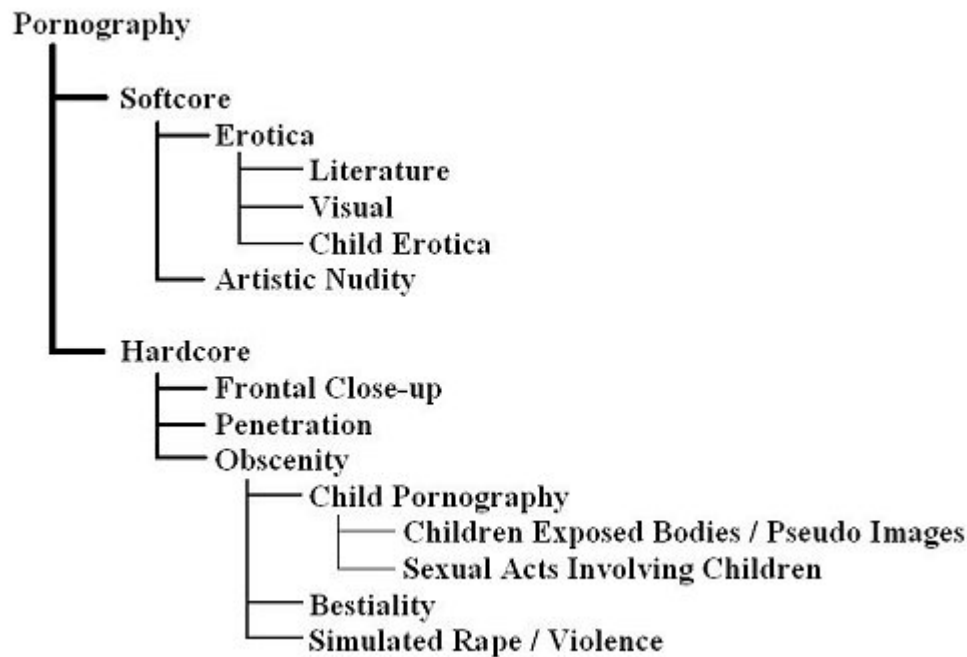 Pornography
Softcore
Erotica
Literature
Visual
Child Erotica
Artistic Nudity
Hardcore
Frontal Close-up
Penetration
Obscenity
Child Pornography
Children Exposed Bodies / Pseudo Images
Sexual Acts Involving Children
Bestiality
Simulated Rape / Violence